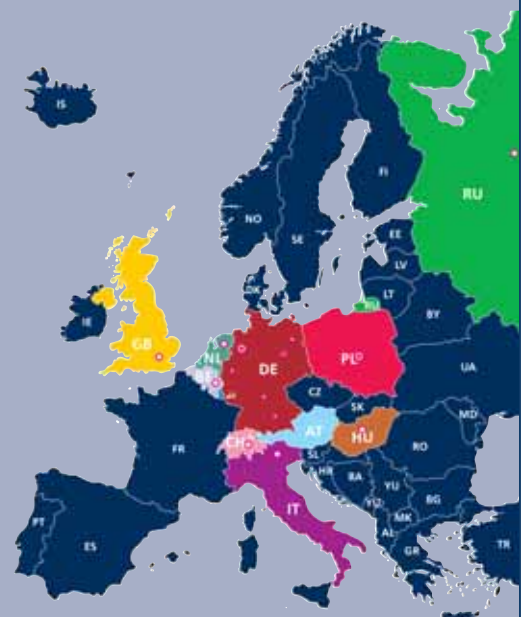 IS
FI
RU
NO
SE
EE
LV
DK
LT
RU
BY
IE
GB
NL
BE
DE
PL
UA
CZ
SK
MD
FR
CH
AT
HU
RO
SL
HR
BA
YU
BG
IT
MK
AL
GR
TR
PT
ES